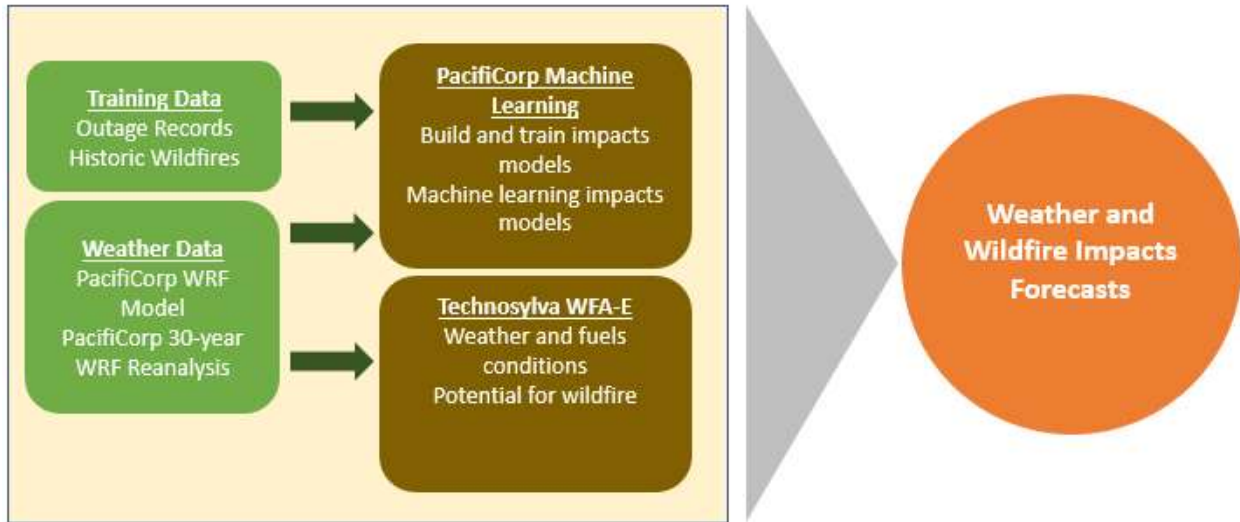 Training Data
Outage Records
Historic Wildfires
Weather Data
PacifiCorp WRF
Model
PacifiCorp 30-year
WRF Reanalysis
PacifiCorp Machine
Learning
Build and train impacts
models
Machine learning impacts
models
Technosylva WFA-E
Weather and fuels
conditions
Potential for wildfire
Weather and
Wildfire Impacts
Forecasts